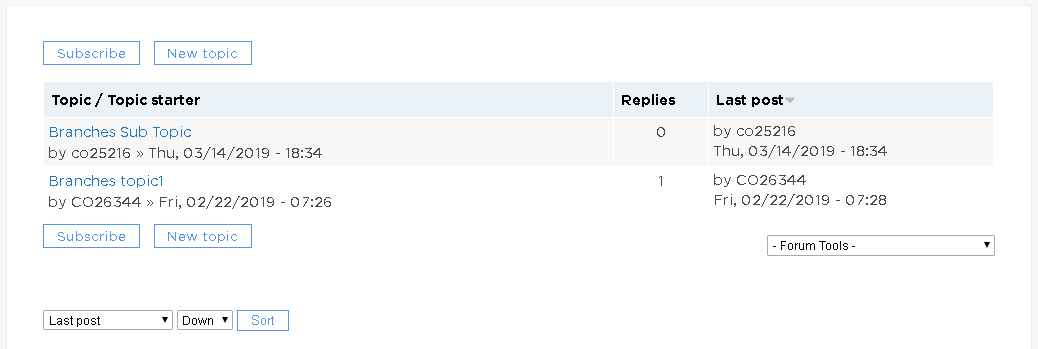 Subscribe New topic
Topic / Topic starter Replies Last post
Branches Sub Topic 0 by co25216
by co25216 » Thu, 03/14/2019 - 18:34 Thu, 03/14/2019 - 18:34
Branches topic1 1 by CO26344
by CO26344 » Fri, 02/22/2019 - 07:26 Fri, 02/22/2019 - 07:28
Subscribe New topic
- Forum Tools -
Last post Down Sort